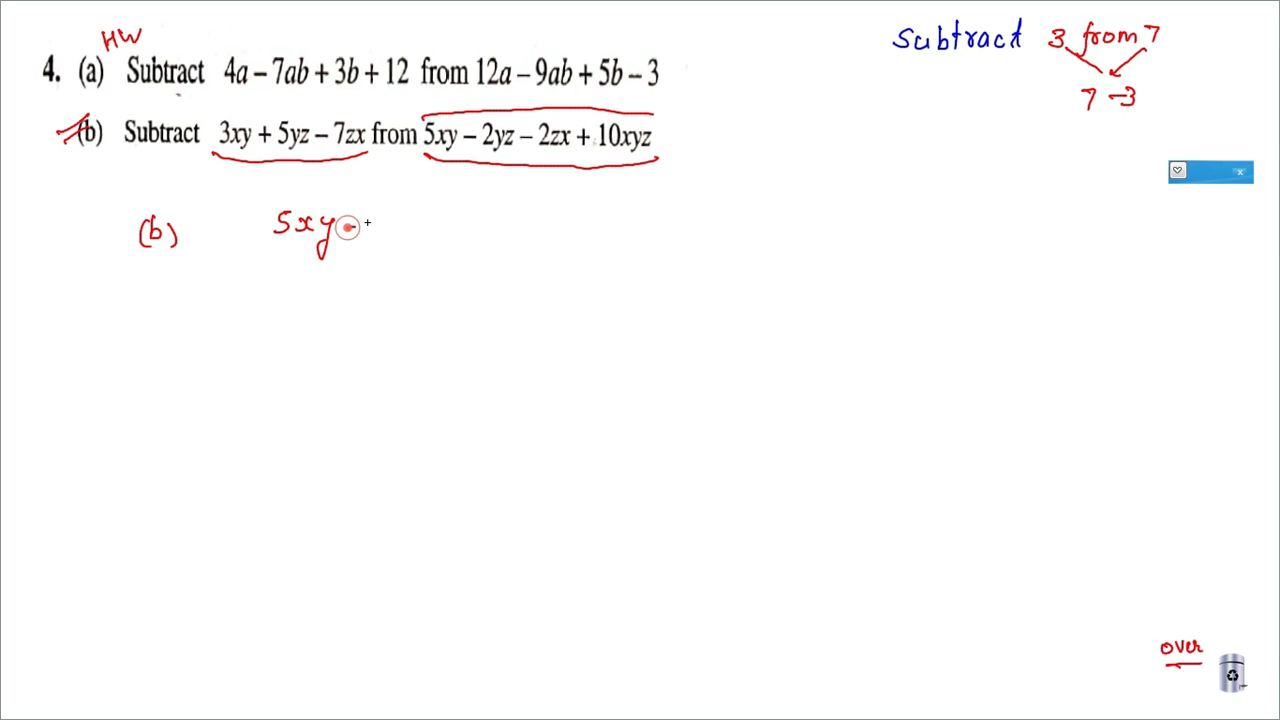 HW
Subtract 3 from 7
7 - 3
4. (a) Subtract 4a – 7ab + 3b + 12 from 12a – 9ab + 5b – 3
(b) Subtract 3xy + 5yz – 7zx from 5xy – 2yz – 2zx + 10xyz
(b) 5xy -
over